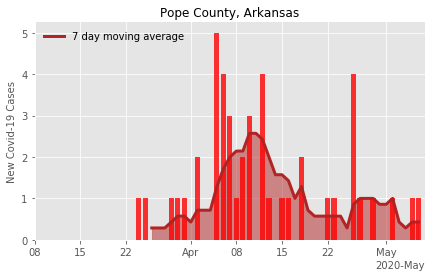 Pope County, Arkansas
7 day moving average
New Covid-19 Cases
5
4
3
2
1
0
08 15 22 Apr 08 15 22 May
2020-May